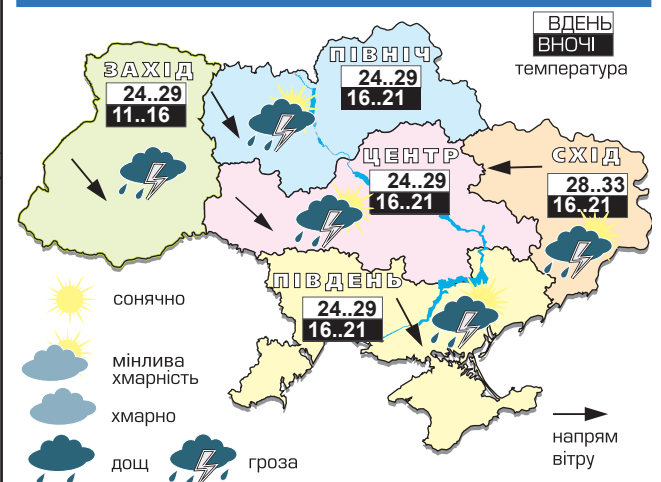 ВДЕНЬ
ВНОЧІ
температура
ПІВНІЧ
24..29
16..21
ЗАХІД
24..29
11..16
ЦЕНТР
24..29
16..21
СХІД
28..33
16..21
ПІВДЕНЬ
24..29
16..21
сонячно
мінлива
хмарність
хмарно
дощ
гроза
напрям
вітру